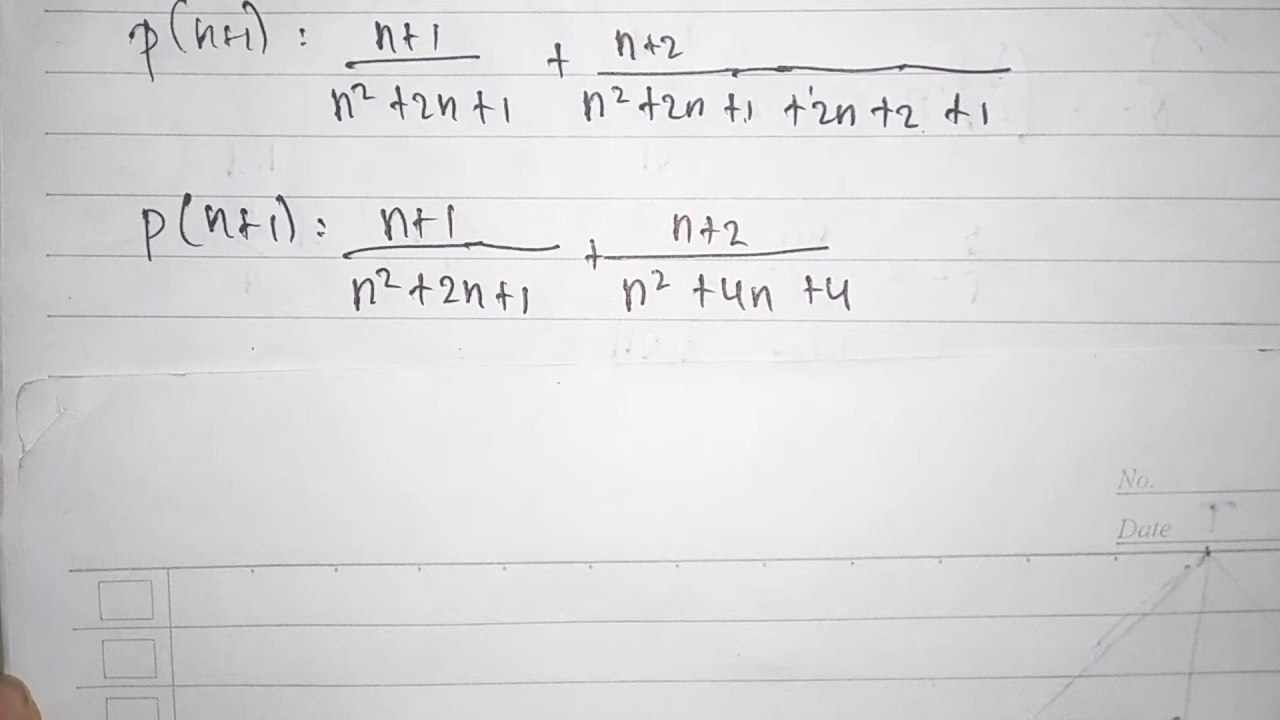 p(n+1) : n+1 / n² + 2n + 1 + n+2 / n² + 2n + 1 + 2n + 2 + 1
p(n+1) : n+1 / n² + 2n + 1 + n+2 / n² + 4n + 4
No.
Date